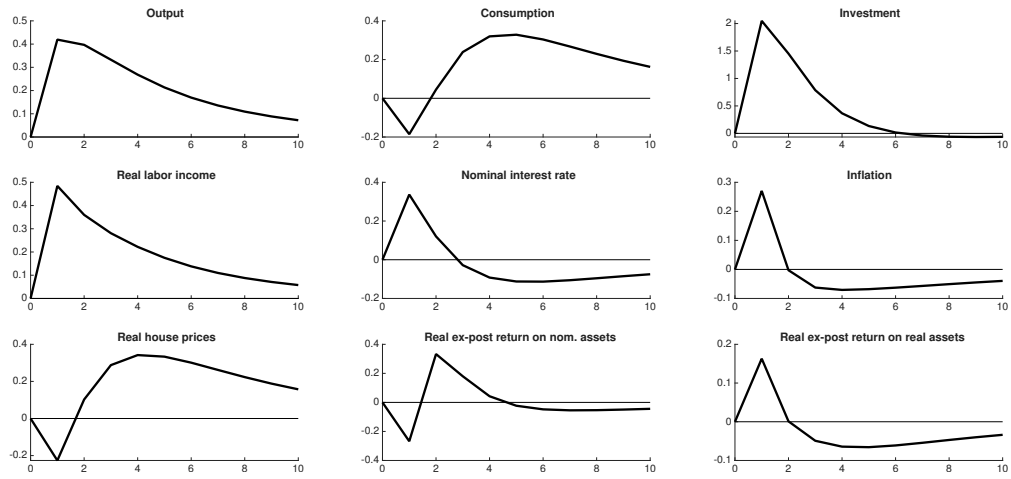 Output
0.5
0.4
0.3
0.2
0.1
0
0 2 4 6 8 10
Consumption
0.4
0.2
0
-0.2
0 2 4 6 8 10
Investment
2
1.5
1
0.5
0
0 2 4 6 8 10
Real labor income
0.5
0.4
0.3
0.2
0.1
0
0 2 4 6 8 10
Nominal interest rate
0.4
0.2
0
-0.2
0 2 4 6 8 10
Inflation
0.3
0.2
0.1
0
-0.1
0 2 4 6 8 10
Real house prices
0.4
0.2
0
-0.2
0 2 4 6 8 10
Real ex-post return on nom. assets
0.4
0.2
0
-0.2
-0.4
0 2 4 6 8 10
Real ex-post return on real assets
0.2
0.1
0
-0.1
0 2 4 6 8 10